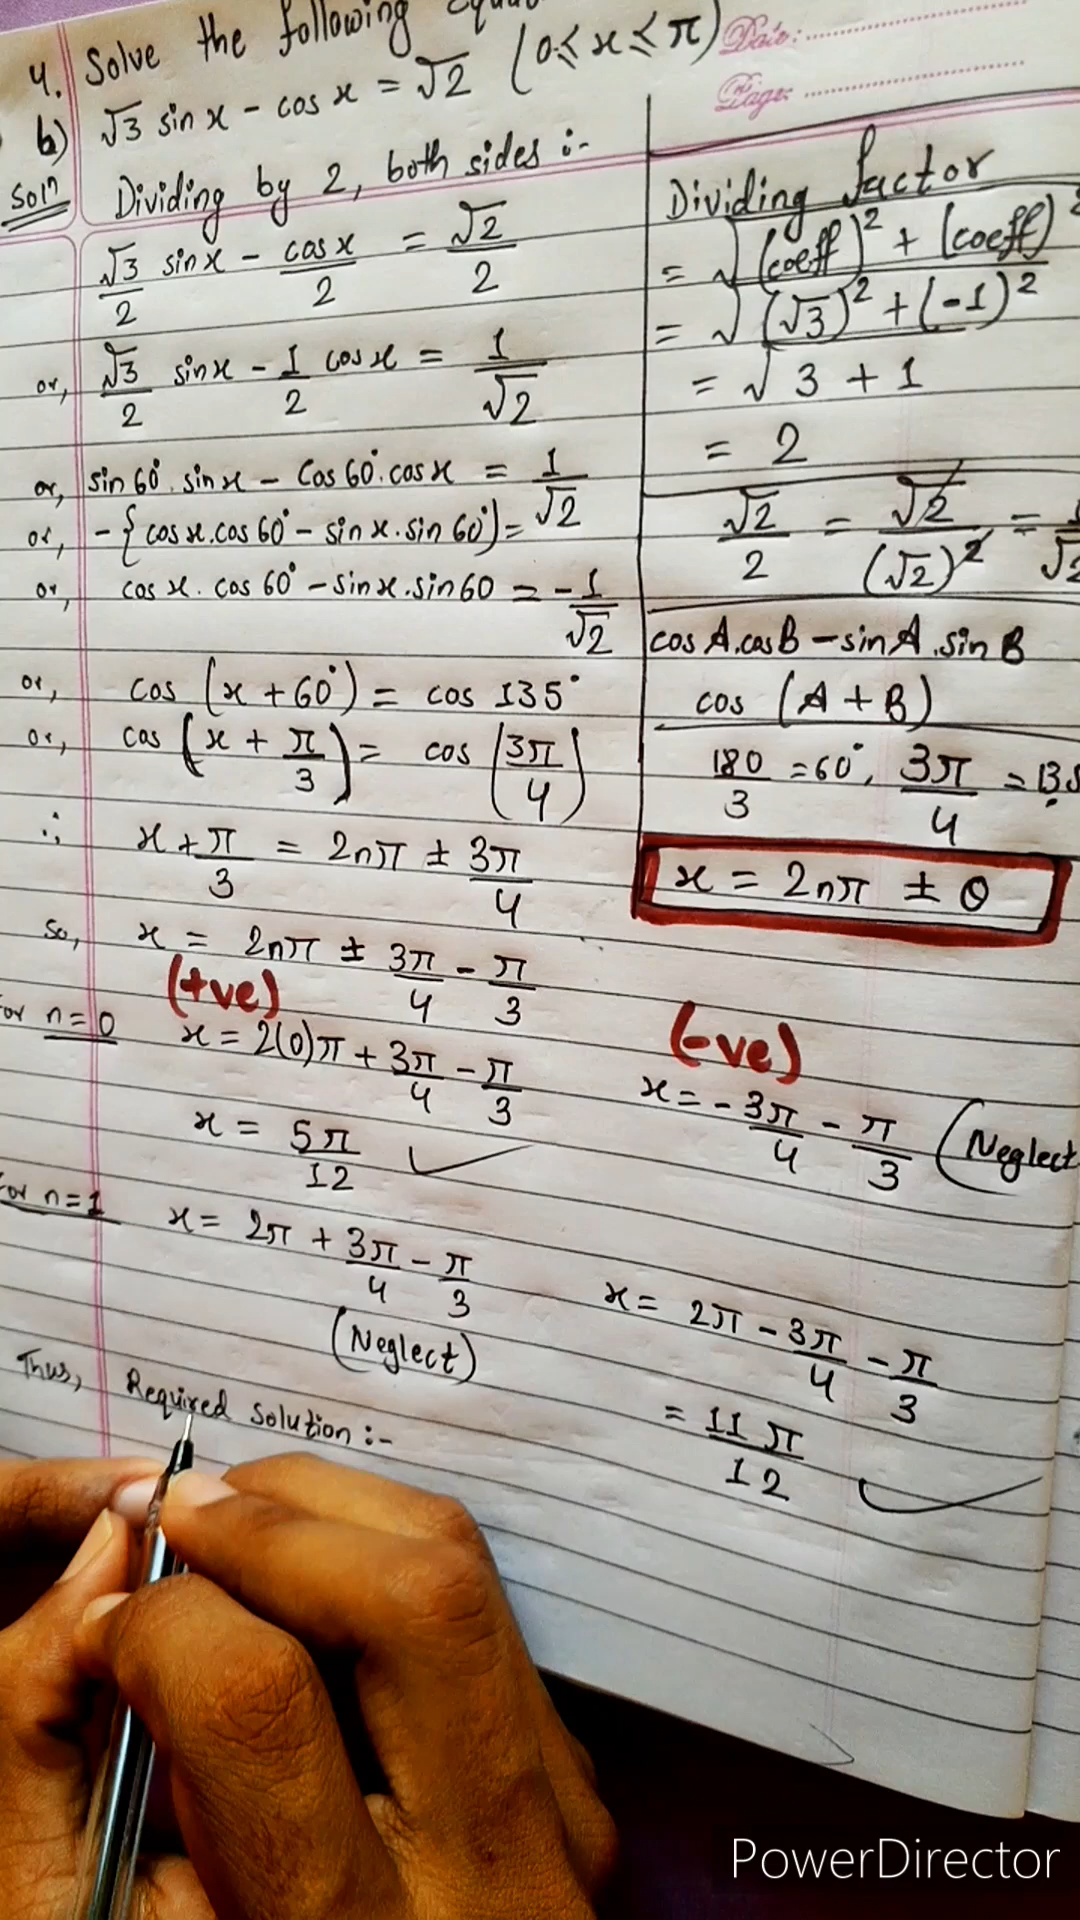 4. Solve the following
b) √3 sin x - cos x = √2 (0 ≤ x ≤ π)
Date:
Page:
Solⁿ Dividing by 2, both sides :-
√3/2 sin x - cos x/2 = √2/2
or, √3/2 sin x - 1/2 cos x = 1/√2
or, sin 60°. sin x - Cos 60°. cos x = 1/√2
or, - {cos x. cos 60° - sin x. sin 60°} = 1/√2
or, cos x. cos 60° - sin x. sin 60 = - 1/√2
or, cos (x + 60°) = cos 135°
or, cos (x + π/3) = cos (3π/4)
∴ x + π/3 = 2nπ ± 3π/4
So, x = 2nπ ± 3π/4 - π/3
Dividing factor
= √(coeff)² + (coeff)²
= √(√3)² + (-1)²
= √3 + 1
= 2
√2/2 = √2/(√2)² = 1/√2
cos A. cos B - sin A. sin B
cos (A + B)
180/3 = 60°, 3π/4 = 135
x = 2nπ ± θ
(+ve)
For n = 0 x = 2(0)π + 3π/4 - π/3
x = 5π/12 ✓
(-ve)
x = - 3π/4 - π/3 (Neglect
For n = 1 x = 2π + 3π/4 - π/3
(Neglect)
x = 2π - 3π/4 - π/3
= 11π/12 ✓
Thus, Required Solution :-
PowerDirector